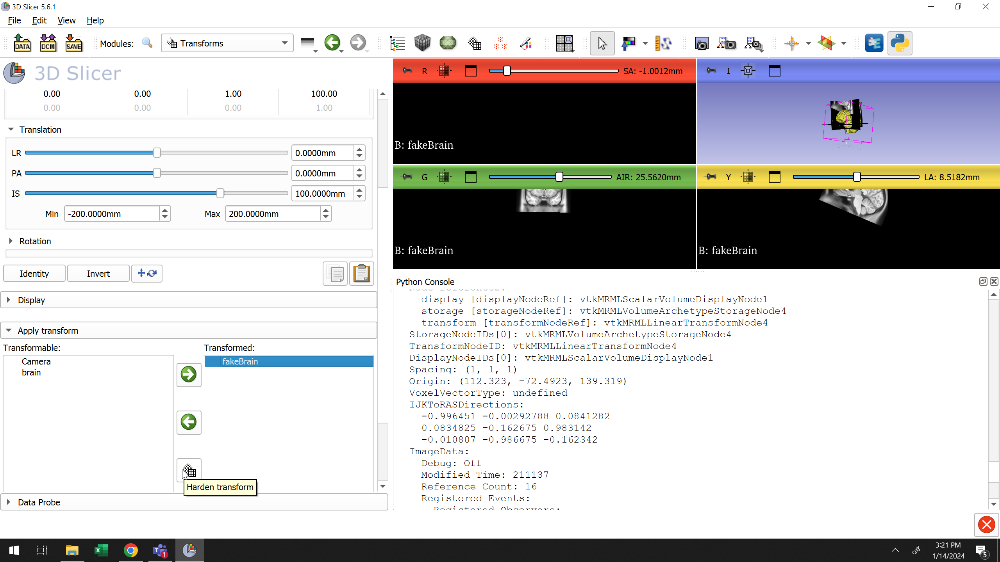 3D Slicer 5.6.1
File Edit View Help
DATA DCM SAVE Modules: Transforms
3D Slicer
0.00 0.00 1.00 100.00
0.00 0.00 0.00 1.00
Translation
LR 0.0000mm
PA 0.0000mm
IS 100.0000mm
Min -200.0000mm Max 200.0000mm
Rotation
Identity Invert
Display
Apply transform
Transformable: Transformed:
Camera
brain
fakeBrain
Harden transform
Data Probe
R SA: -1.0012mm
B: fakeBrain
1
G AIR: 25.5620mm
B: fakeBrain
Y LA: 8.5182mm
B: fakeBrain
Python Console
Node references:
display [displayNodeRef]: vtkMRMLScalarVolumeDisplayNode1
storage [storageNodeRef]: vtkMRMLVolumeArchetypeStorageNode4
transform [transformNodeRef]: vtkMRMLLinearTransformNode4
StorageNodeIDs[0]: vtkMRMLVolumeArchetypeStorageNode4
TransformNodeID: vtkMRMLLinearTransformNode4
DisplayNodeIDs[0]: vtkMRMLScalarVolumeDisplayNode1
Spacing: (1, 1, 1)
Origin: (112.323, -72.4923, 139.319)
VoxelVectorType: undefined
IJKToRASDirections:
-0.996451 -0.00292788 0.0841282
0.0834825 -0.162675 0.983142
-0.010807 -0.986675 -0.162342
ImageData:
Debug: Off
Modified Time: 211137
Reference Count: 16
Registered Events:
Registered Observers:
3:21 PM
1/14/2024
1
5